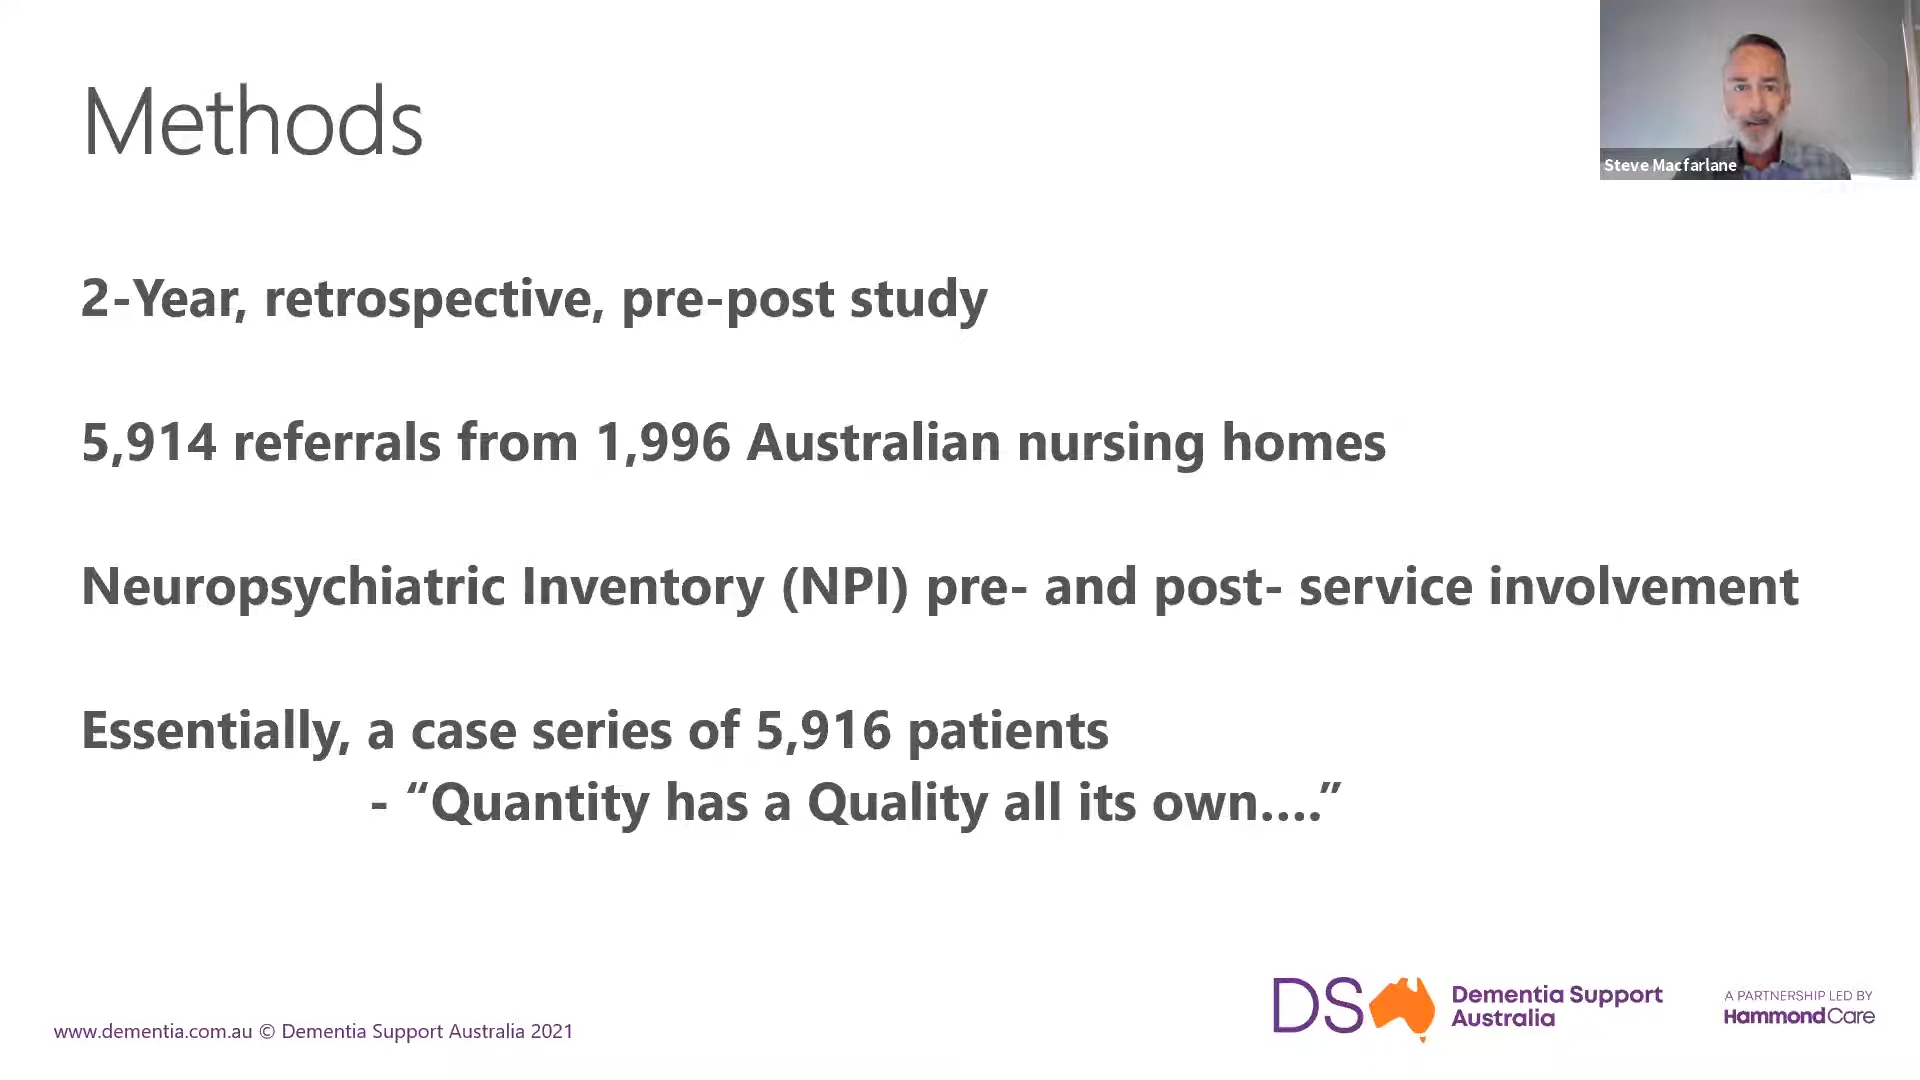 Methods
Steve Macfarlane
2-Year, retrospective, pre-post study
5,914 referrals from 1,996 Australian nursing homes
Neuropsychiatric Inventory (NPI) pre- and post- service involvement
Essentially, a case series of 5,916 patients
- “Quantity has a Quality all its own….”
www.dementia.com.au © Dementia Support Australia 2021
DS
Dementia Support
Australia
A PARTNERSHIP LED BY
HammondCare